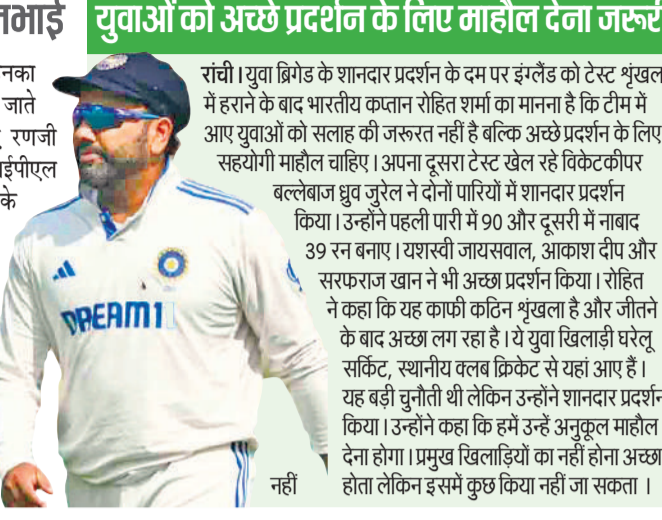 युवाओं को अच्छे प्रदर्शन के लिए माहौल देना जरूरी
रांची। युवा ब्रिगेड के शानदार प्रदर्शन के दम पर इंग्लैंड को टेस्ट शृंखला
में हराने के बाद भारतीय कप्तान रोहित शर्मा का मानना है कि टीम में
आए युवाओं को सलाह की जरूरत नहीं है बल्कि अच्छे प्रदर्शन के लिए
सहयोगी माहौल चाहिए। अपना दूसरा टेस्ट खेल रहे विकेटकीपर
बल्लेबाज ध्रुव जुरेल ने दोनों पारियों में शानदार प्रदर्शन
किया। उन्होंने पहली पारी में 90 और दूसरी में नाबाद
39 रन बनाए। यशस्वी जायसवाल, आकाश दीप और
सरफराज खान ने भी अच्छा प्रदर्शन किया। रोहित
ने कहा कि यह काफी कठिन शृंखला है और जीतने
के बाद अच्छा लग रहा है। ये युवा खिलाड़ी घरेलू
सर्किट, स्थानीय क्लब क्रिकेट से यहां आए हैं।
यह बड़ी चुनौती थी लेकिन उन्होंने शानदार प्रदर्शन
किया। उन्होंने कहा कि हमें उन्हें अनुकूल माहौल
देना होगा। प्रमुख खिलाड़ियों का नहीं होना अच्छा
नहीं होता लेकिन इसमें कुछ किया नहीं जा सकता।
जाते
रणजी
के
DREAM1